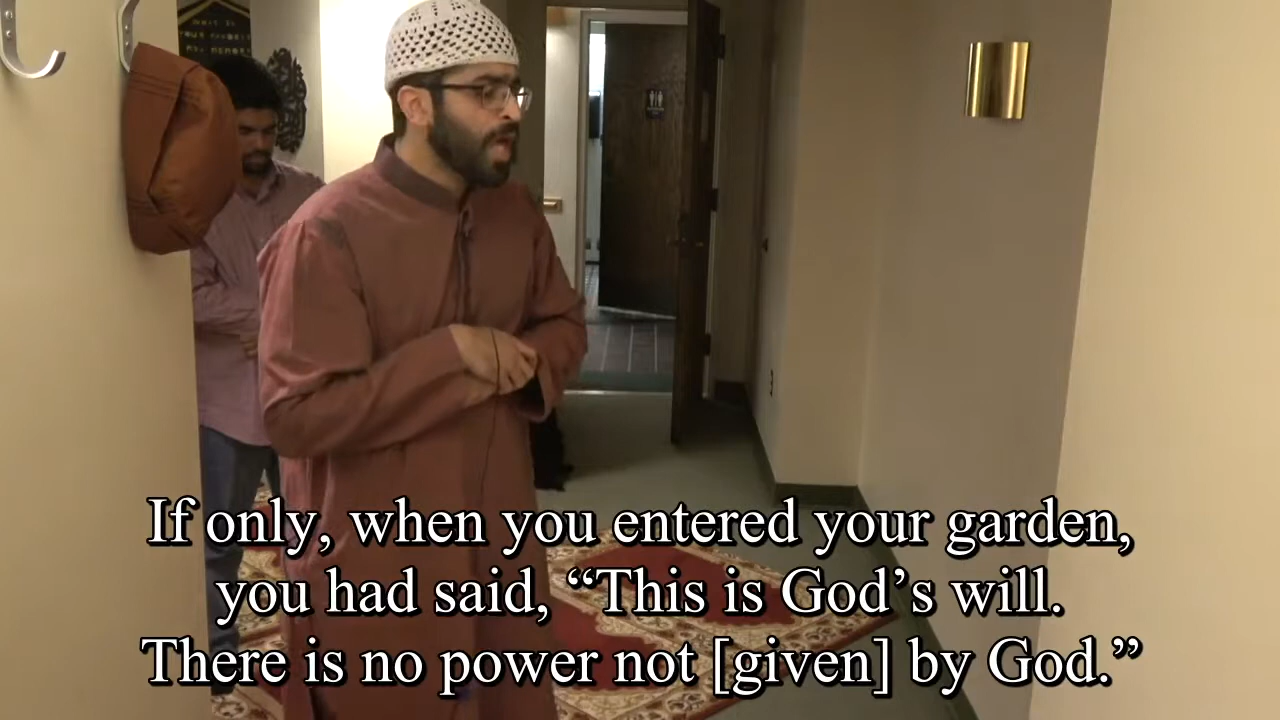 If only, when you entered your garden,
you had said, “This is God’s will.
There is no power not [given] by God.”